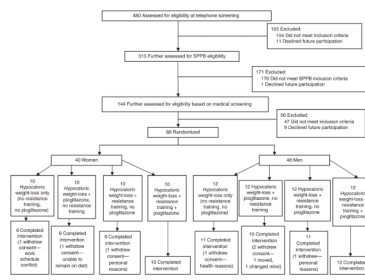 480 Assessed for eligibility at telephone screening
165 Excluded:
154 Did not meet inclusion criteria
11 Declined future participation
315 Further assessed for SPPB eligibility
171 Excluded:
170 Did not meet SPPB inclusion criteria
1 Declined future participation
144 Further assessed for eligibility based on medical screening
56 Excluded:
47 Did not meet inclusion criteria
9 Declined future participation
88 Randomized
40 Women
48 Men
10
Hypocaloric
weight-loss only
(no resistance
training,
no pioglitazone)
10
Hypocaloric
weight-loss +
pioglitazone,
no resistance
training
10
Hypocaloric
weight-loss +
resistance
training, no
pioglitazone
10
Hypocaloric
weight-loss +
pioglitazone,
resistance
training +
pioglitazone
12
Hypocaloric
weight-loss
only (no
resistance
training, no
pioglitazone)
12 Hypocaloric
weight-loss +
pioglitazone, no
resistance
training
12 Hypocaloric
weight-loss +
resistance
training, no
pioglitazone
12 Hypocaloric
weight-loss +
resistance
training +
pioglitazone
9 Completed
intervention
(1 withdrew
consent—
work
schedule
conflict)
9 Completed
intervention
(1 withdrew
consent—
unable to
remain on diet)
9 Completed
intervention
(1 withdrew
consent—
personal
reasons)
10 Completed
intervention
11 Completed
intervention (1
withdrew
consent—
health reasons)
10 Completed
intervention
(2 withdrew
consent—
1 moved,
1 changed mind)
11
Completed
intervention
(1 withdrew—
personal
reasons)
12 Completed
intervention